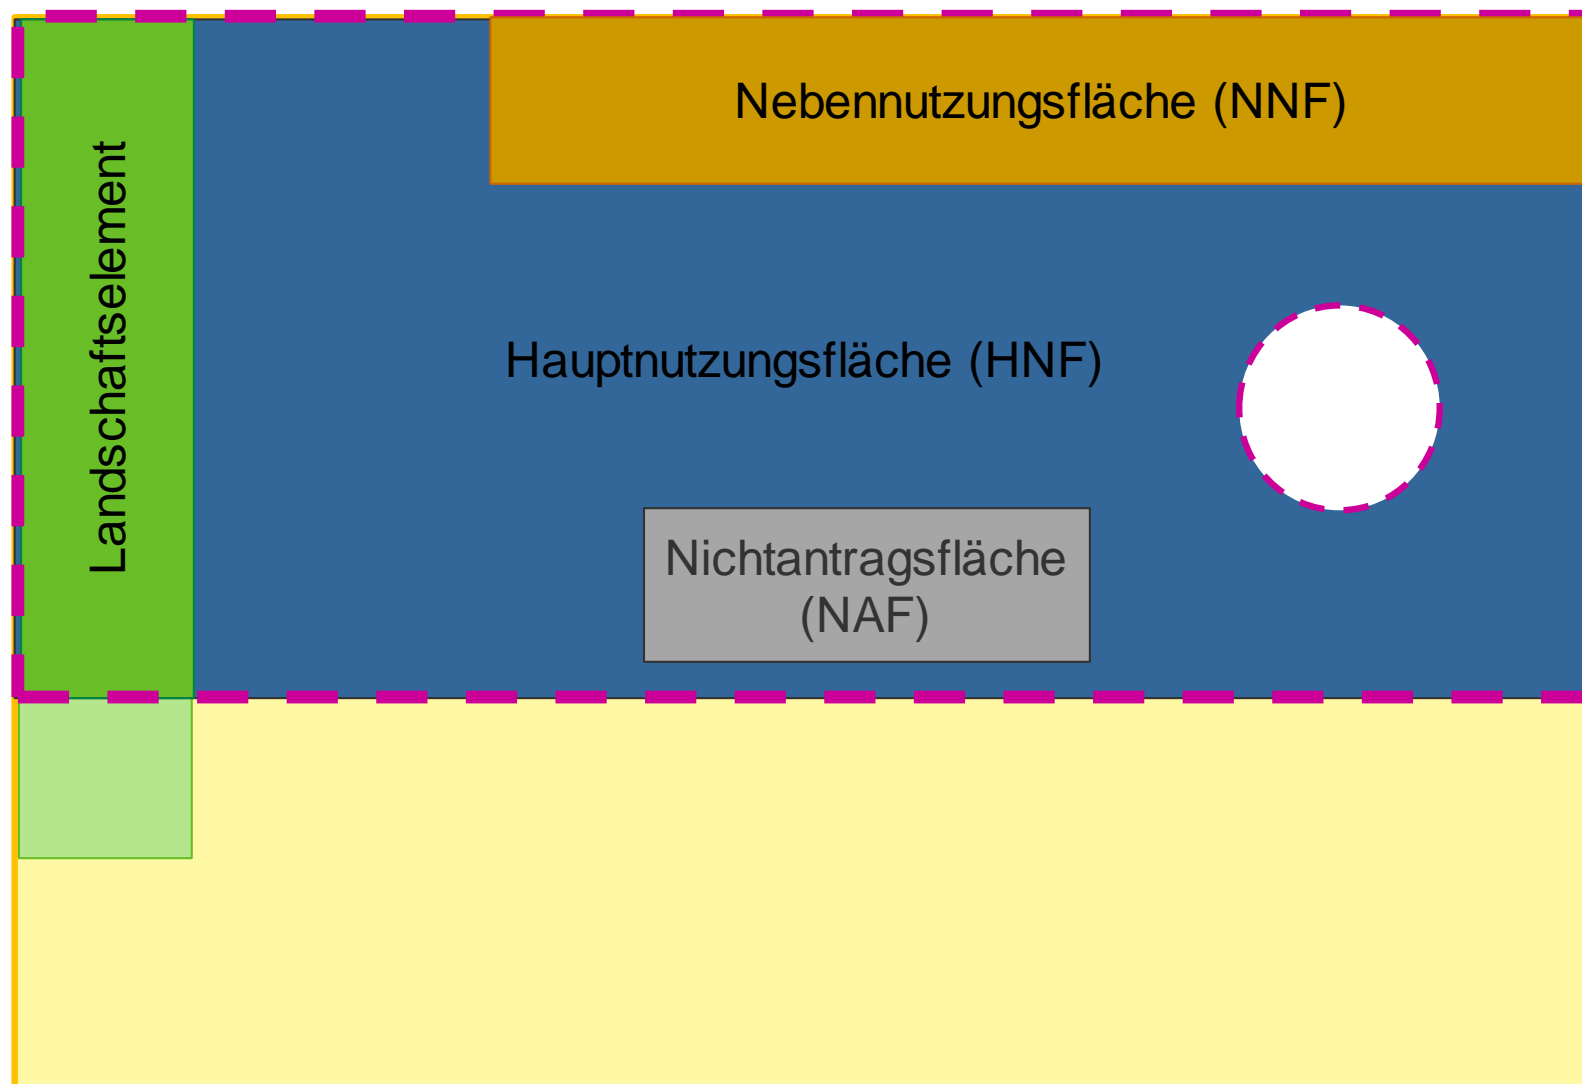 Nebennutzungsfläche (NNF)
Landschaftselement
Hauptnutzungsfläche (HNF)
Nichtantragsfläche
(NAF)